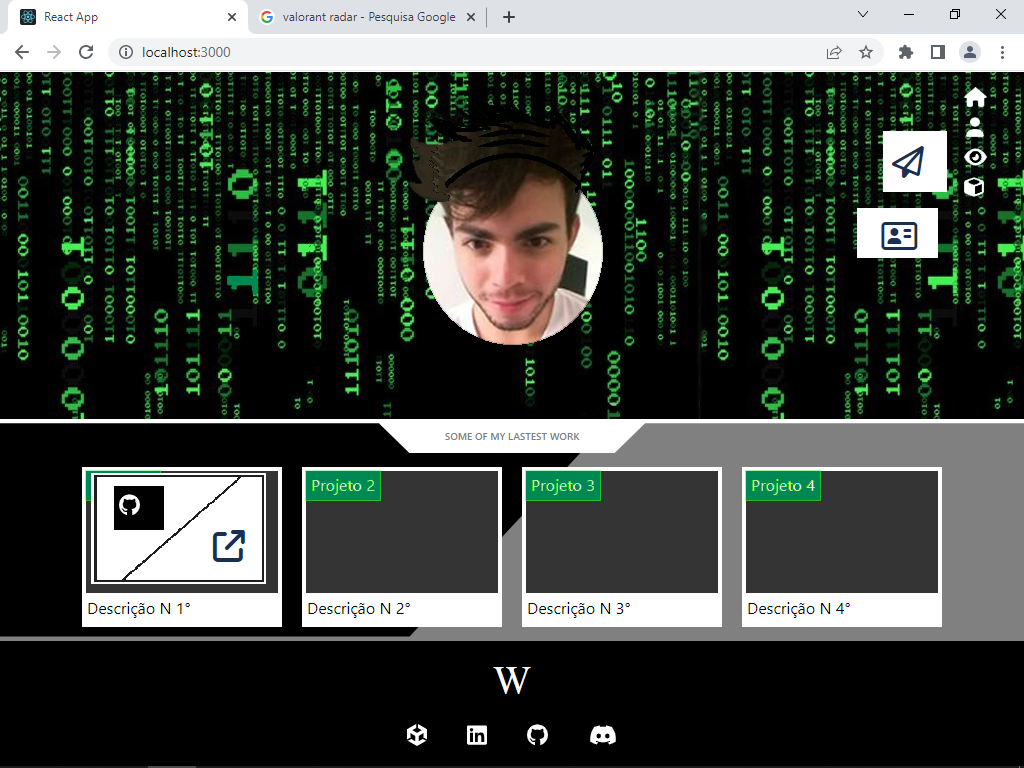 React App
valorant radar - Pesquisa Google
localhost:3000
SOME OF MY LASTEST WORK
Projeto 2
Projeto 3
Projeto 4
Descrição N 1°
Descrição N 2°
Descrição N 3°
Descrição N 4°
W